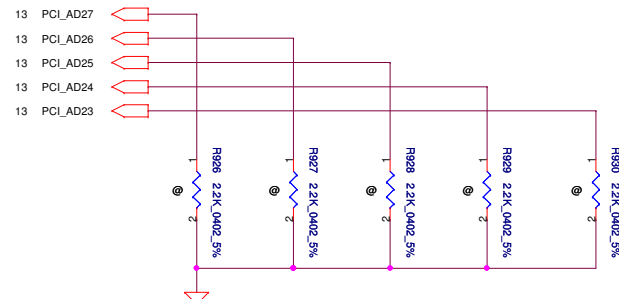 13 PCI_AD27
13 PCI_AD26
13 PCI_AD25
13 PCI_AD24
13 PCI_AD23
1
R926 2.2K_0402_5%
@
2
1
R927 2.2K_0402_5%
@
2
1
R928 2.2K_0402_5%
@
2
1
R929 2.2K_0402_5%
@
2
1
R930 2.2K_0402_5%
@
2